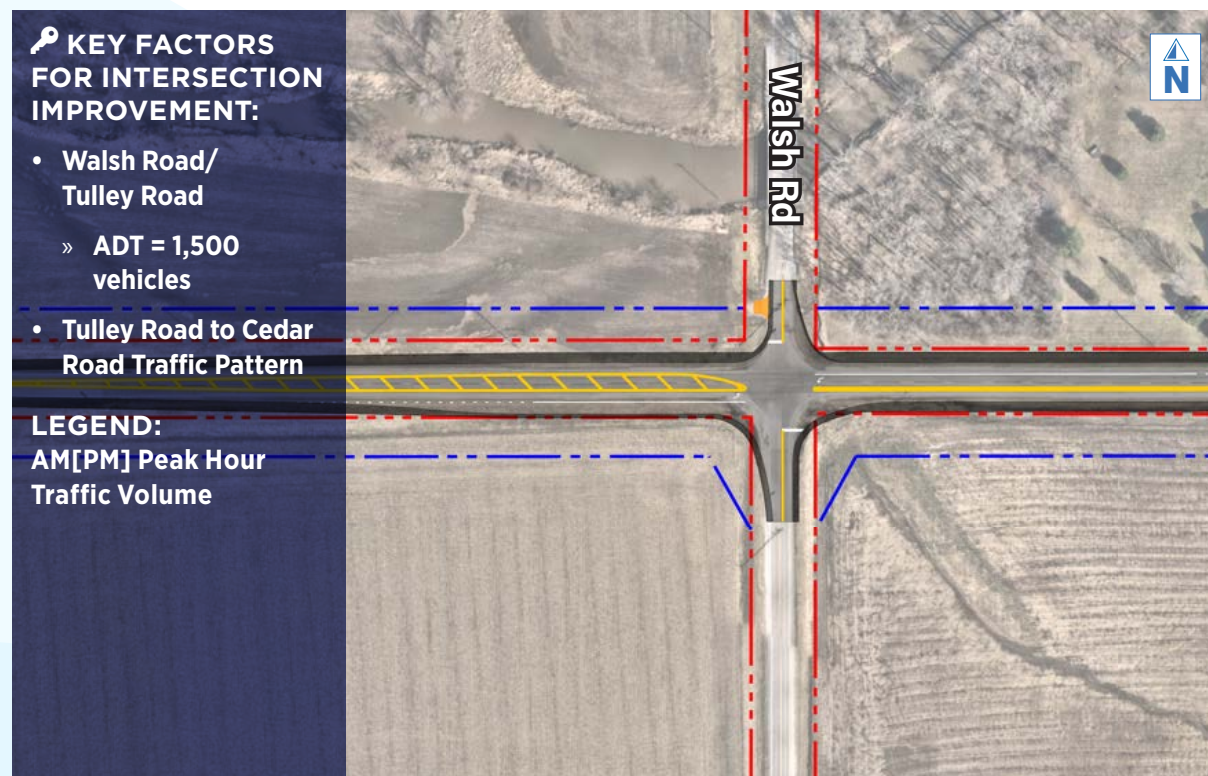 KEY FACTORS
FOR INTERSECTION
IMPROVEMENT:
• Walsh Road/
Tulley Road
» ADT = 1,500
vehicles
• Tulley Road to Cedar
Road Traffic Pattern
LEGEND:
AM[PM] Peak Hour
Traffic Volume
Walsh Rd
N